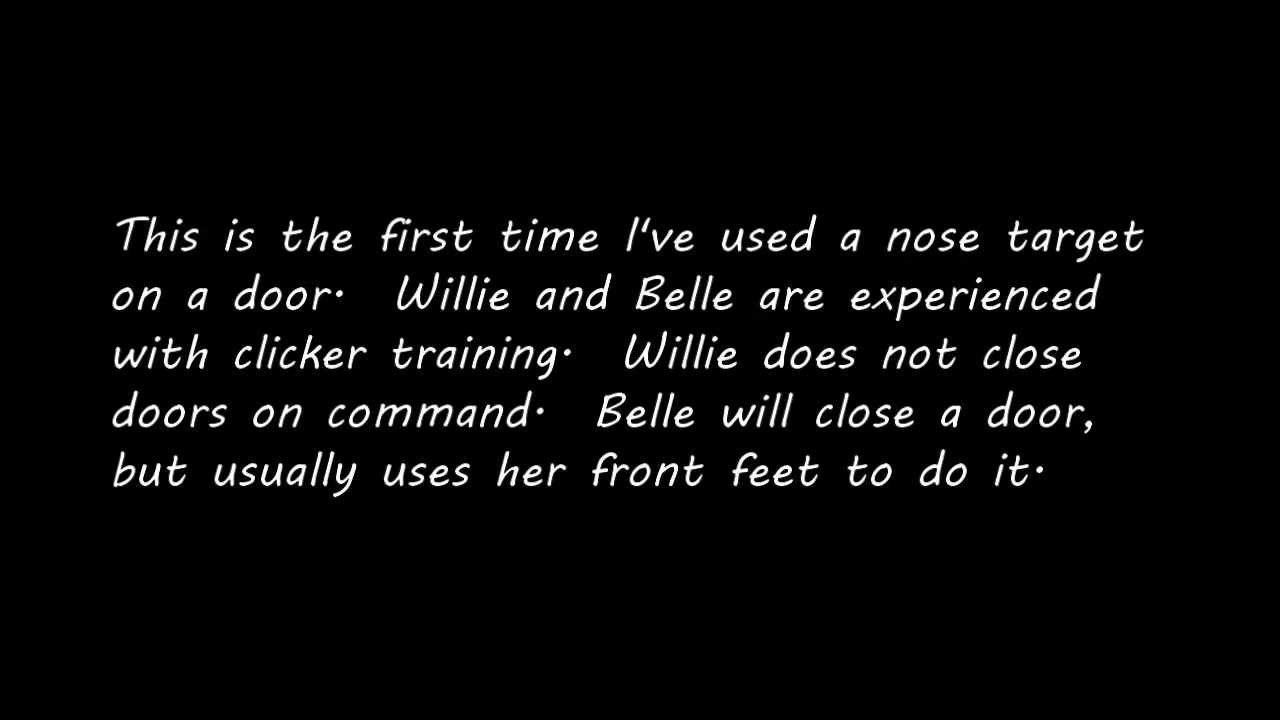 This is the first time I've used a nose target
on a door.  Willie and Belle are experienced
with clicker training.  Willie does not close
doors on command.  Belle will close a door,
but usually uses her front feet to do it.